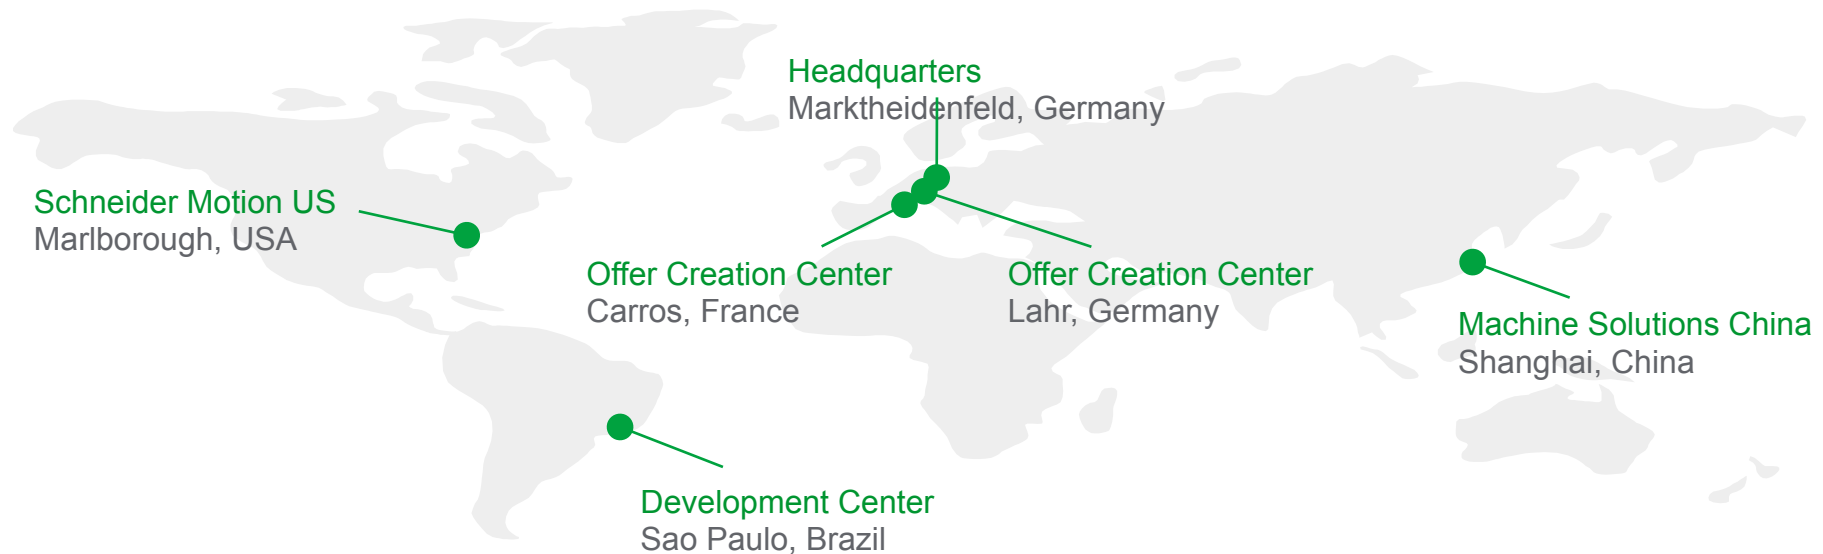 Headquarters
Marktheidenfeld, Germany
Schneider Motion US
Marlborough, USA
Offer Creation Center
Carros, France
Offer Creation Center
Lahr, Germany
Machine Solutions China
Shanghai, China
Development Center
Sao Paulo, Brazil